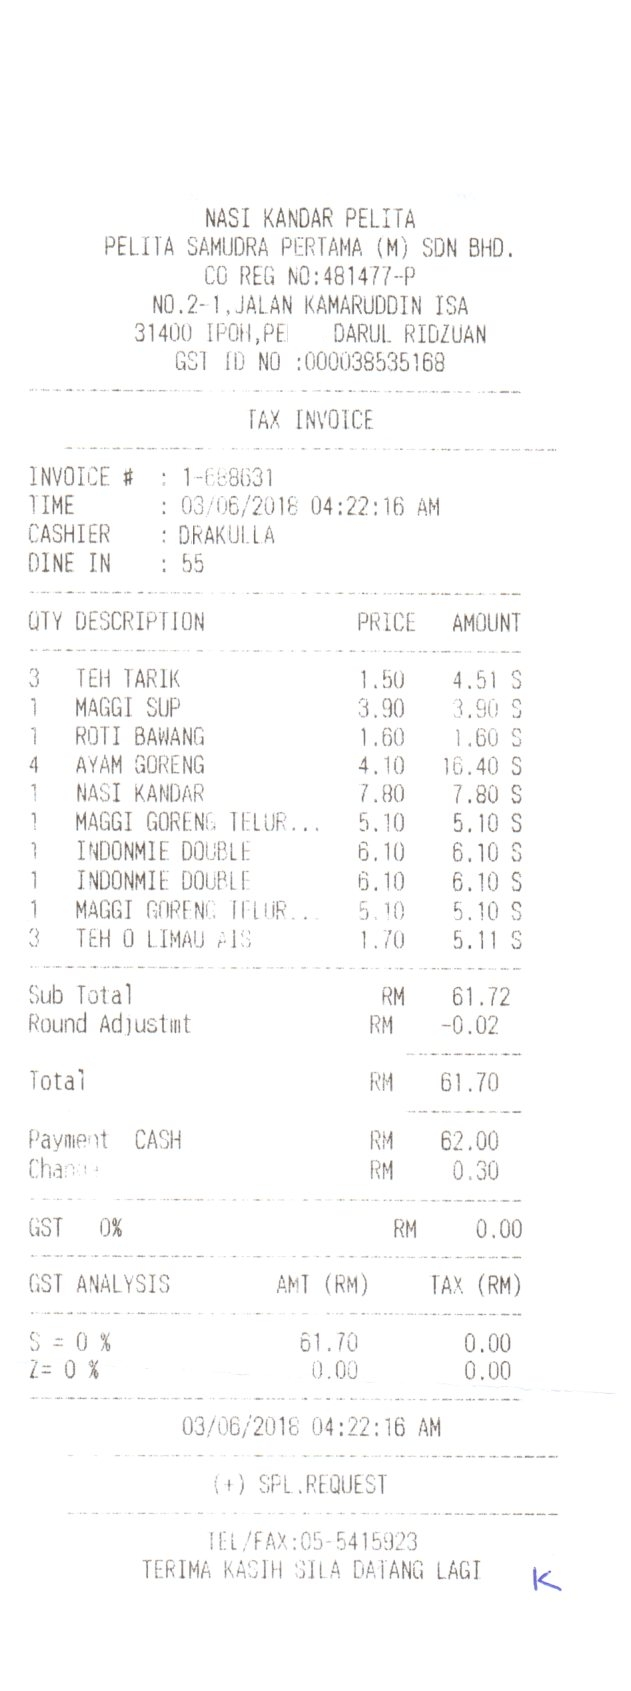 NASI KANDAR PELITA
PELITA SAMUDRA PERTAMA (M) SDN BHD.
CO REG NO:481477-P
NO.2-1,JALAN KAMARUDDIN ISA
31400 IPOH, DARUL RIDZUAN
GST ID NO :000038535168
TAX INVOICE
INVOICE # :
TIME : 03/06/2018 04:22:16 AM
CASHIER : DRAKULLA
DINE IN : 55
QTY DESCRIPTION PRICE AMOUNT
3 TEH TARIK 1.50 4.51 S
1 MAGGI SUP 3.90 3.90 S
1 ROTI BAWANG 1.60 1.60 S
4 AYAM GORENG 4.10 16.40 S
1 NASI KANDAR 7.80 7.80 S
1 MAGGI GORENG TELUR... 5.10 5.10 S
1 INDONMIE DOUBLE 6.10 6.10 S
1 INDONMIE DOUBLE 6.10 6.10 S
1 MAGGI GORENG TELUR... 5.10 5.10 S
3 TEH O LIMAU AIS 1.70 5.11 S
Sub Total RM 61.72
Round Adjustmt RM -0.02
Total RM 61.70
Payment CASH RM 62.00
Change RM 0.30
GST 0% RM 0.00
GST ANALYSIS AMT (RM) TAX (RM)
S = 0 % 61.70 0.00
Z= 0 % 0.00 0.00
03/06/2018 04:22:16 AM
(+) SPL.REQUEST
TEL/FAX:05-5415923
TERIMA KASIH SILA DATANG LAGI
K